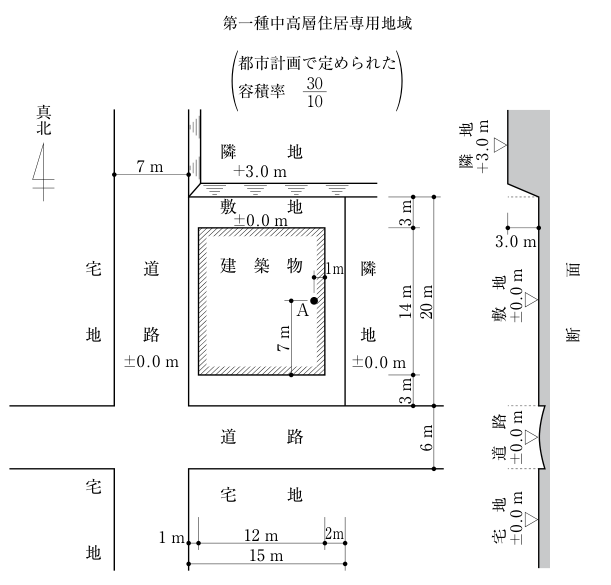 第一種中高層住居専用地域
都市計画で定められた
容積率 30/10
真北
7 m
隣地
+3.0 m
敷地
±0.0 m
建築物
1m
A
7 m
宅地
道路
±0.0 m
隣地
±0.0 m
3 m
14 m
3 m
20 m
6 m
道路
宅地
宅地
1 m
12 m
2m
15 m
隣地
+3.0 m
3.0 m
敷地
±0.0 m
道路
±0.0 m
宅地
±0.0 m
断面